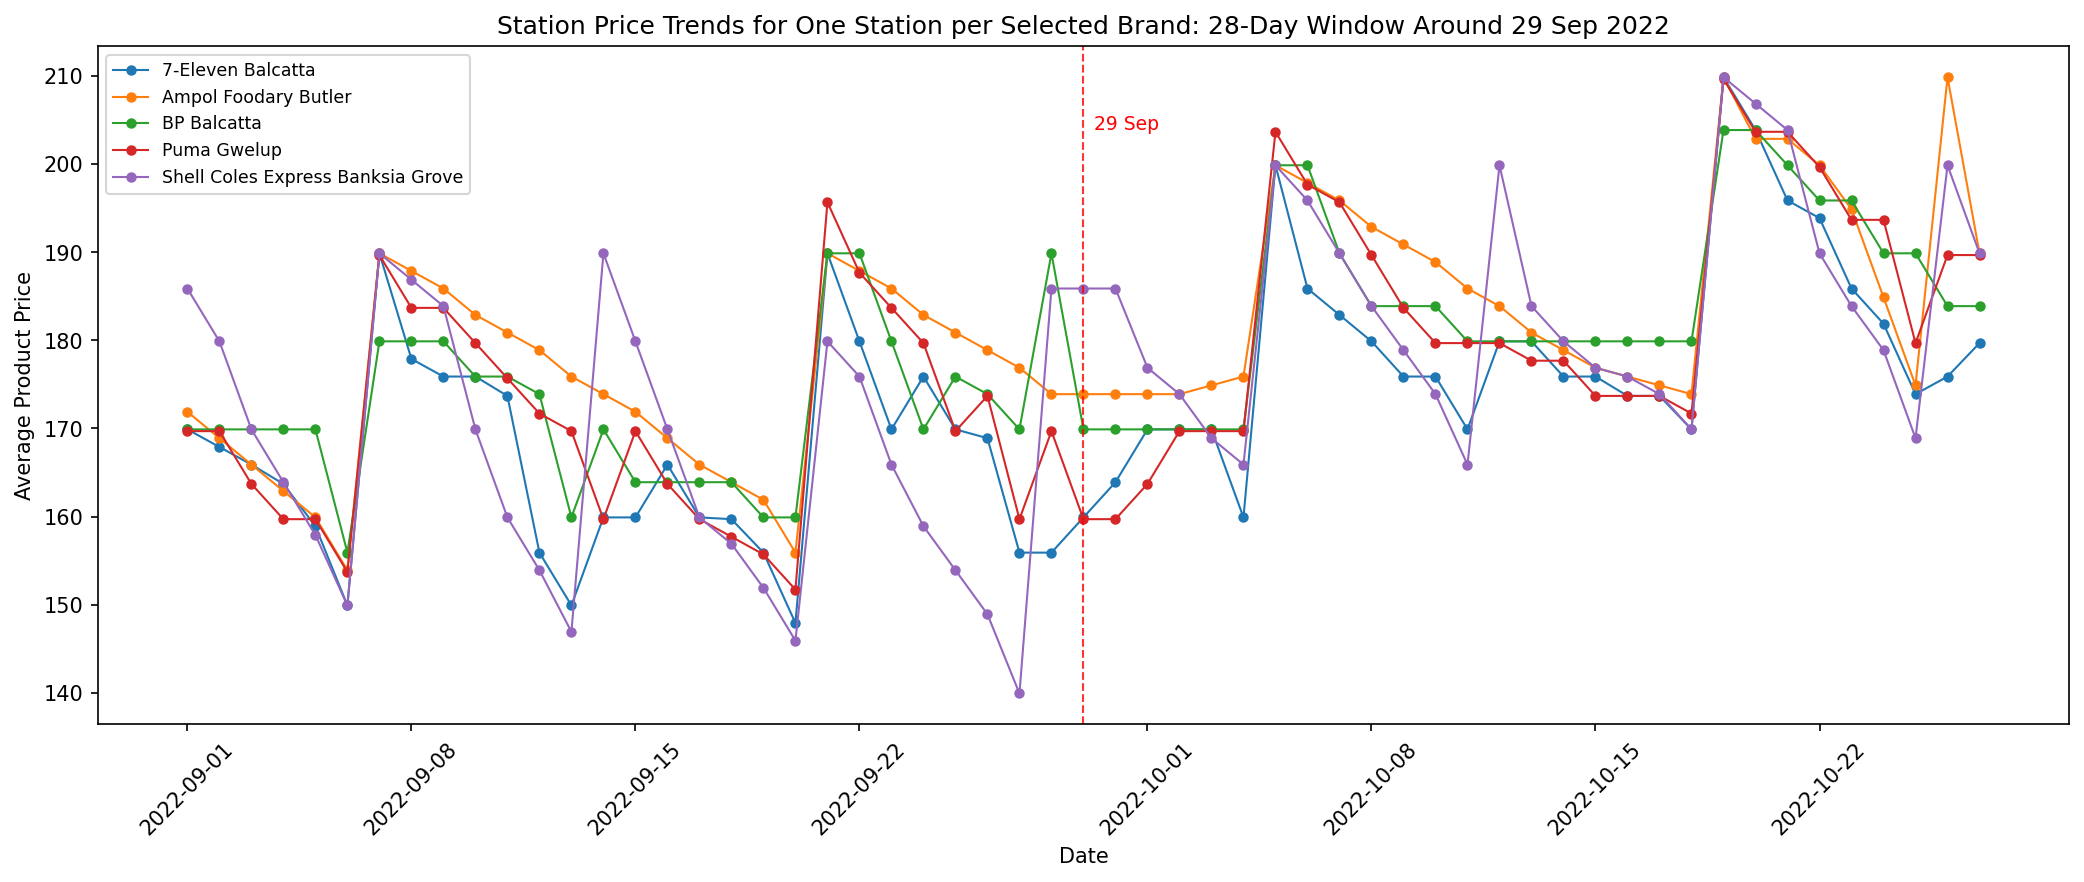 Station Price Trends for One Station per Selected Brand: 28-Day Window Around 29 Sep 2022
7-Eleven Balcatta
Ampol Foodary Butler
BP Balcatta
Puma Gwelup
Shell Coles Express Banksia Grove
29 Sep
Average Product Price
210
200
190
180
170
160
150
140
2022-09-01
2022-09-08
2022-09-15
2022-09-22
2022-10-01
2022-10-08
2022-10-15
2022-10-22
Date